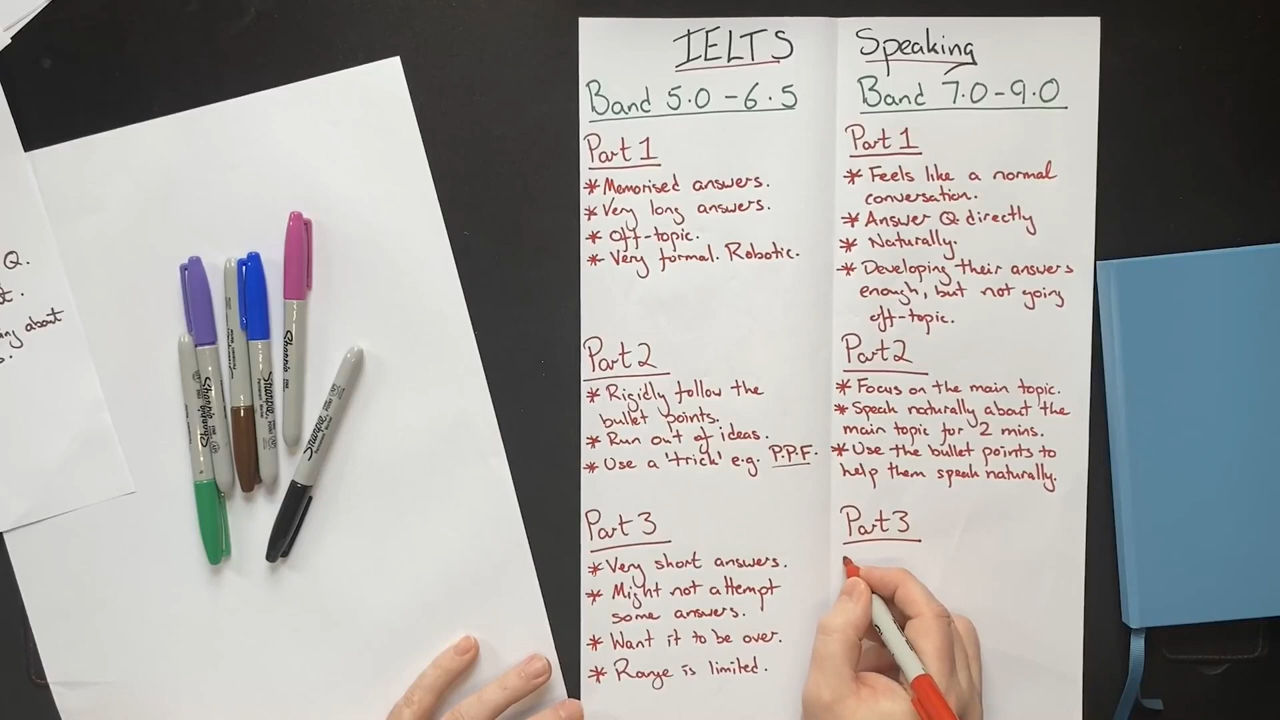 Q.
about
IELTS Speaking
Band 5.0 - 6.5
Part 1
* Memorised answers.
* Very long answers.
* Off-topic.
* Very formal. Robotic.
Part 2
* Rigidly follow the
bullet points.
* Run out of ideas.
* Use a 'trick' e.g. P.P.F.
Part 3
* Very short answers.
* Might not attempt
some answers.
* Want it to be over.
* Range is limited.
Band 7.0 - 9.0
Part 1
* Feels like a normal
conversation.
* Answer Q directly
* Naturally.
* Developing their answers
enough, but not going
off-topic.
Part 2
* Focus on the main topic.
* Speak naturally about the
main topic for 2 mins.
* Use the bullet points to
help them speak naturally.
Part 3
Sharpie
Sharpie
Sharpie
Sharpie